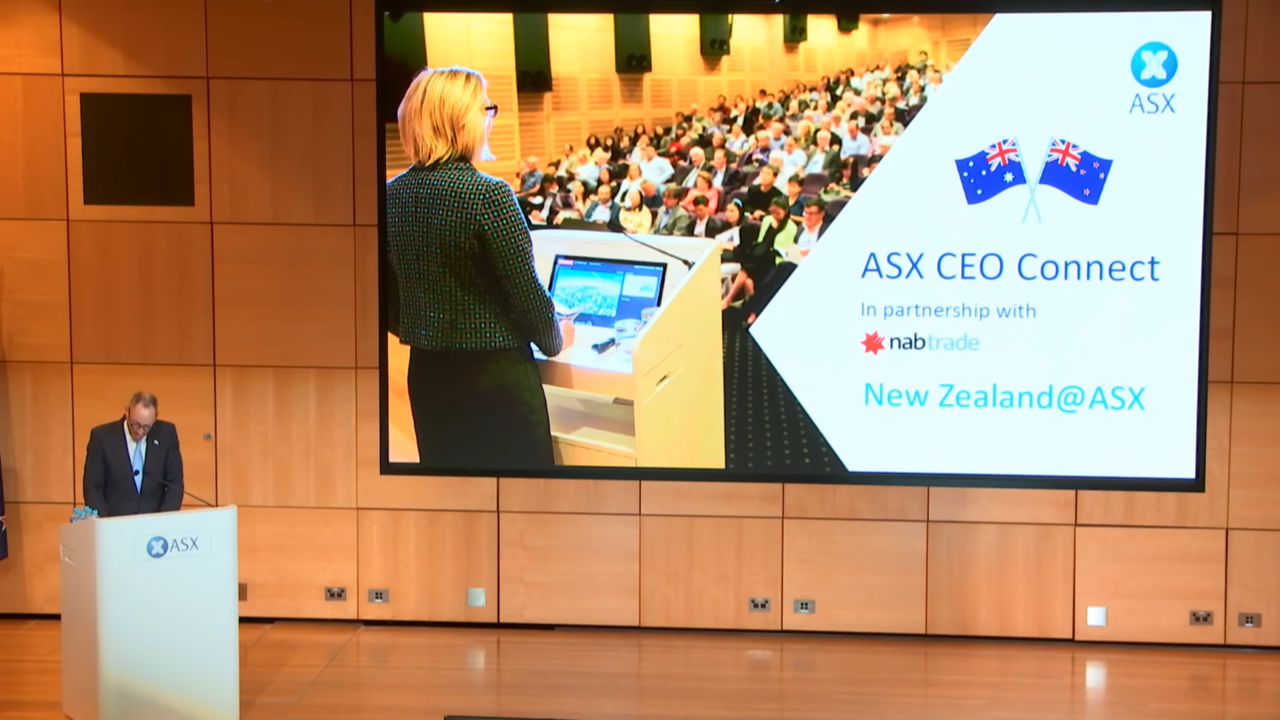 ASX
ASX CEO Connect
In partnership with
nabtrade
New Zealand@ASX
ASX